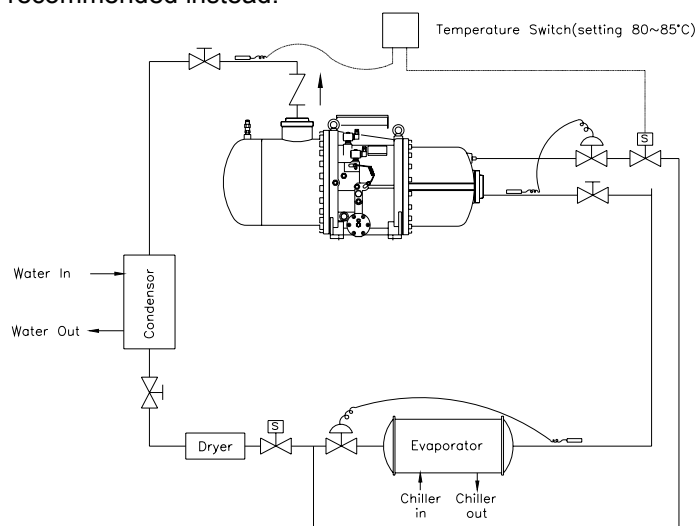 recommended instead.
Temperature Switch(setting 80~85°C)
S
Water In
Water Out
Condensor
S
Dryer
Evaporator
Chiller
in
Chiller
out